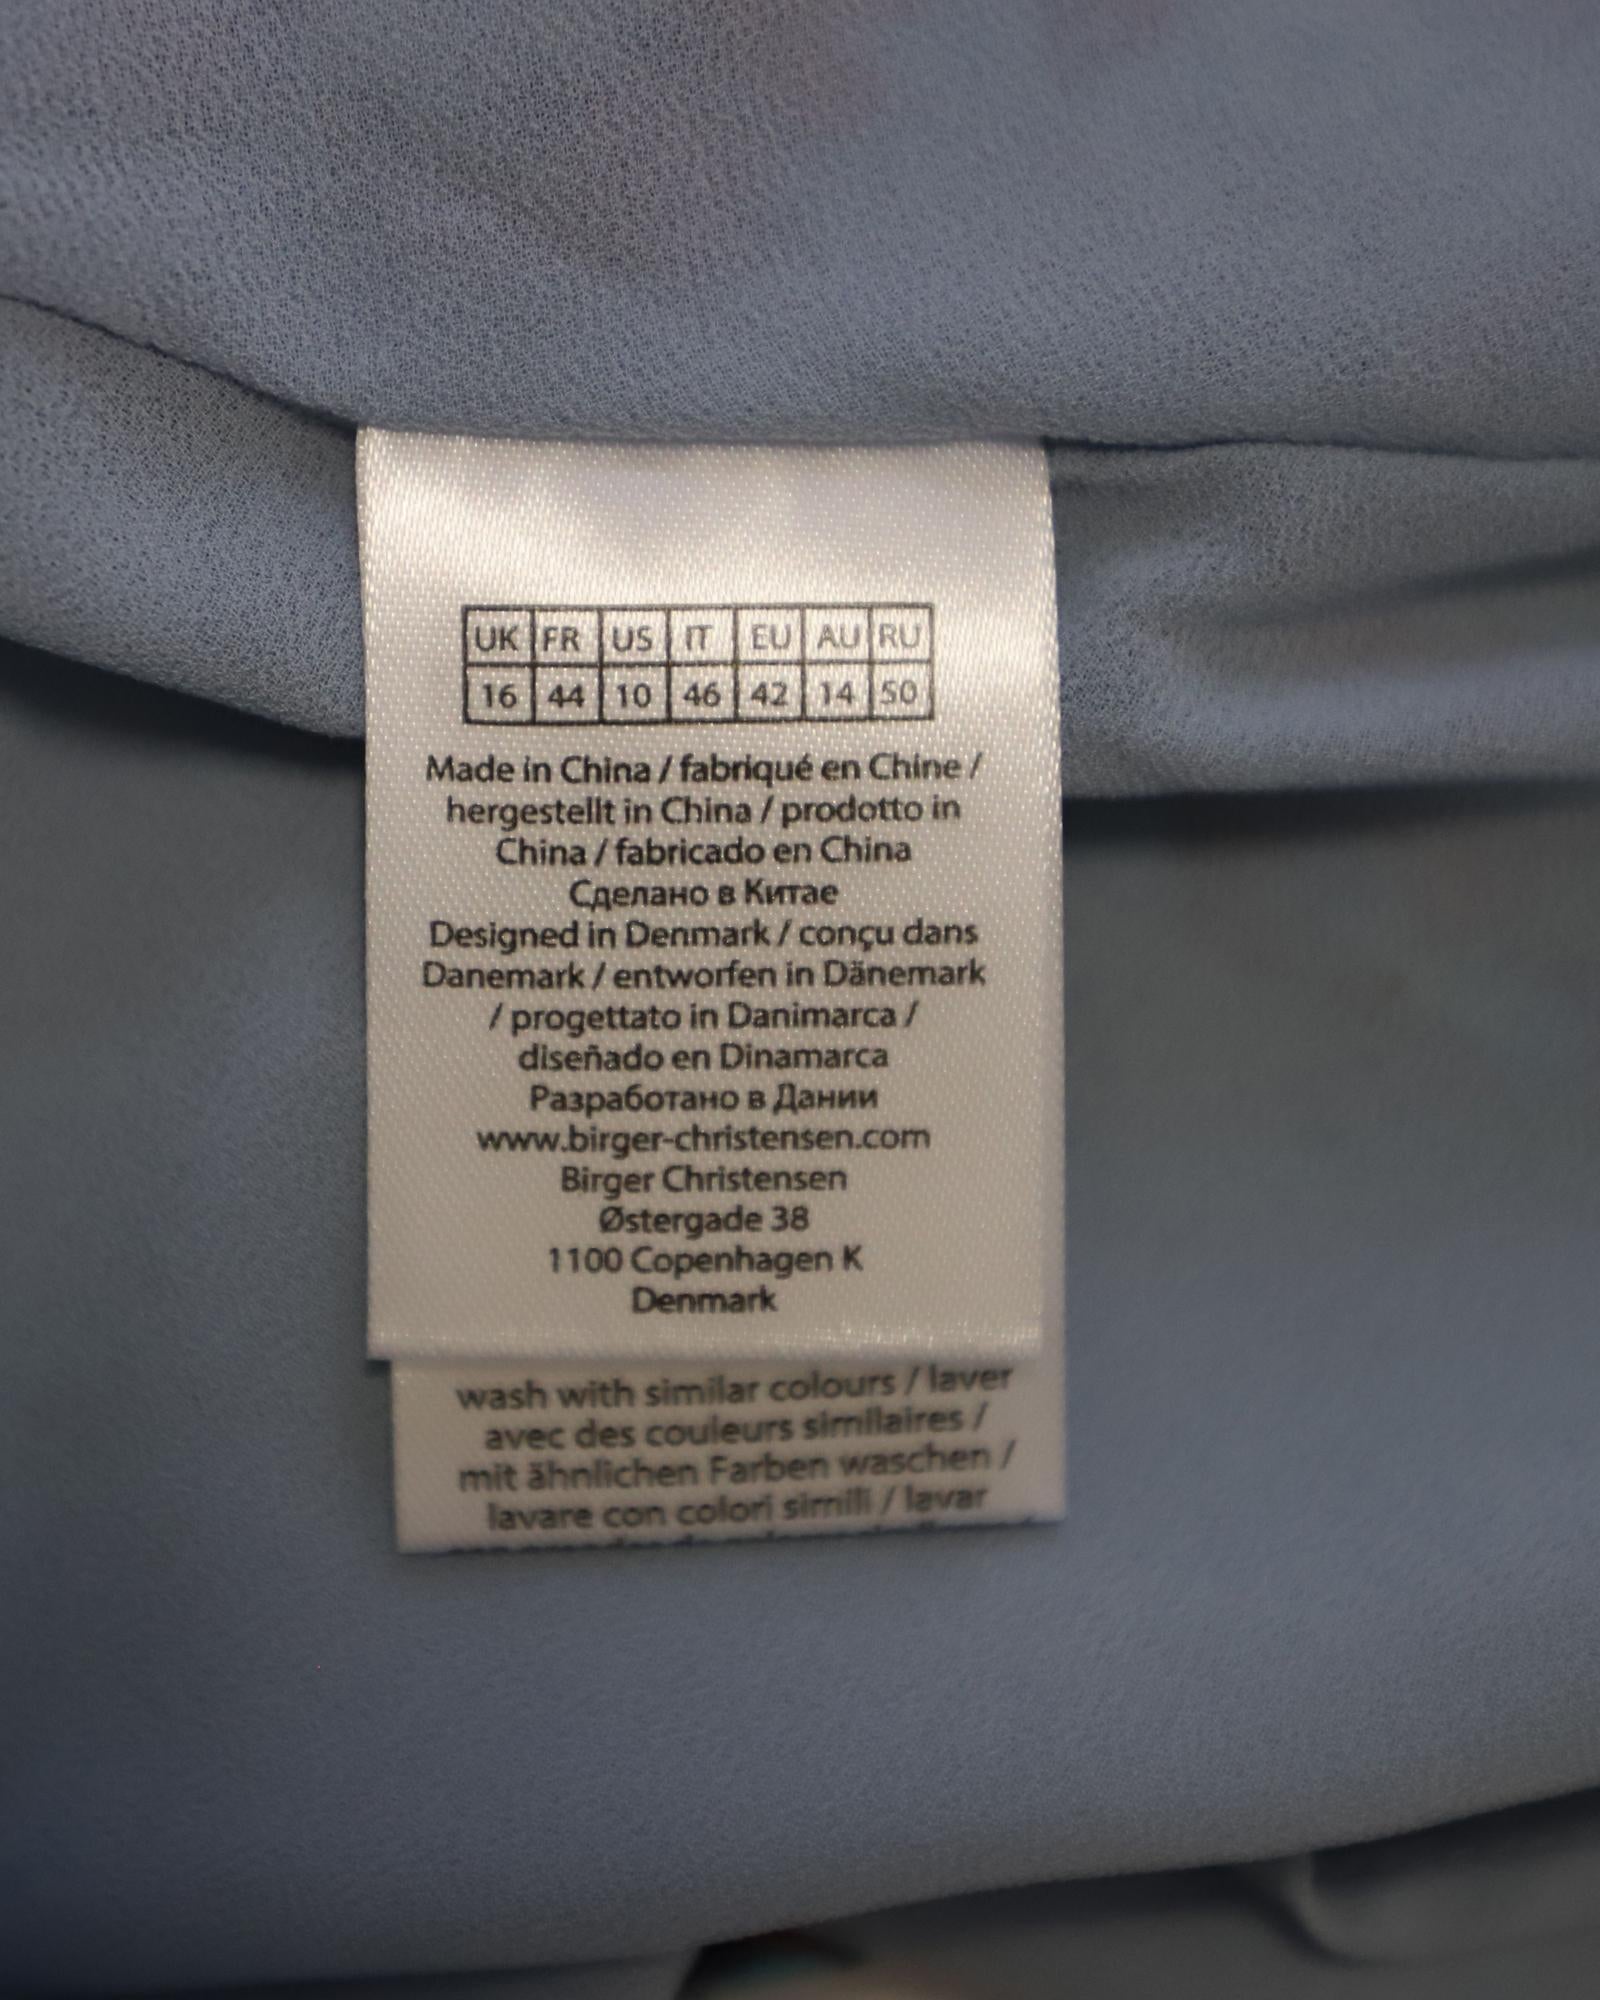 UK FR US IT EU AU RU
16 44 10 46 42 14 50
Made in China / fabriqué en Chine /
hergestellt in China / prodotto in
China / fabricado en China
Сделано в Китае
Designed in Denmark / conçu dans
Danemark / entworfen in Dänemark
/ progettato in Danimarca /
diseñado en Dinamarca
Разработано в Дании
www.birger-christensen.com
Birger Christensen
Østergade 38
1100 Copenhagen K
Denmark
wash with similar colours / laver
avec des couleurs similaires /
mit ähnlichen Farben waschen /
lavare con colori simili / lavar